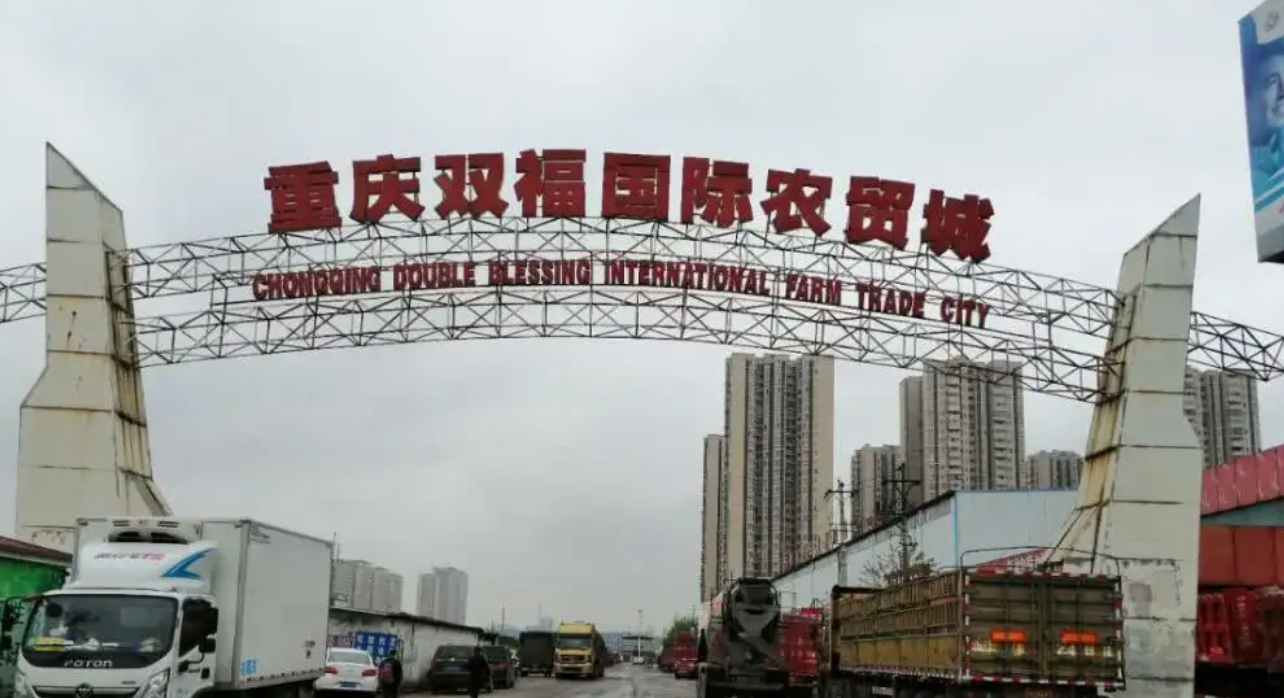 重庆双福国际农贸城
CHONGQING DOUBLE BLESSING INTERNATIONAL FARM TRADE CITY
FOTON